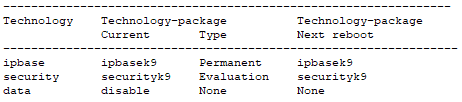 -----------------------------------------------------------------
Technology    Technology-package           Technology-package
              Current       Type           Next reboot
------------------------------------------------------------------
ipbase        ipbasek9      Permanent      ipbasek9
security      securityk9    Evaluation     securityk9
data          disable       None           None